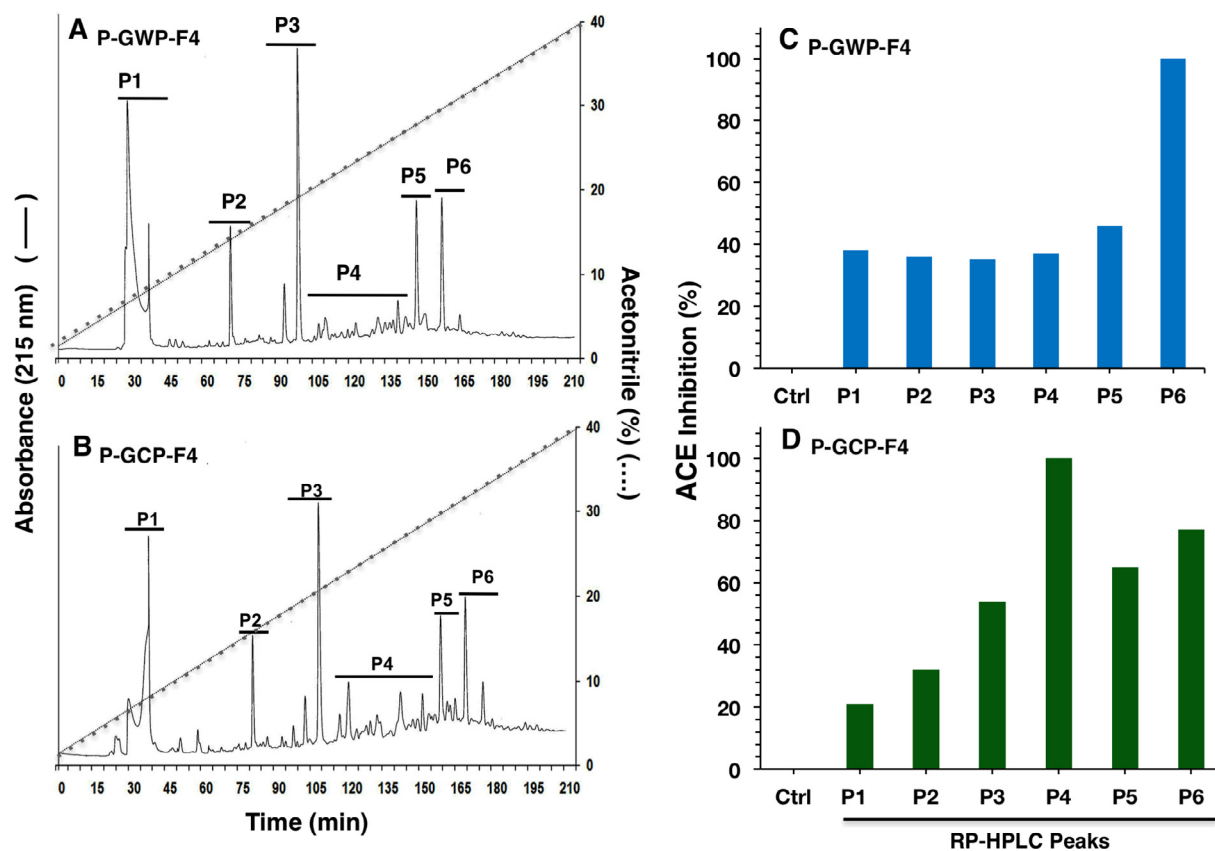 A
P-GWP-F4
P1
P2
P3
P4
P5
P6
40
30
20
10
0
0 15 30 45 60 75 90 105 120 135 150 165 180 195 210
B
P-GCP-F4
P1
P2
P3
P4
P5
P6
40
30
20
10
0
0 15 30 45 60 75 90 105 120 135 150 165 180 195 210
Time (min)
Absorbance (215 nm) ( — )
Acetonitrile (%) (....)
C
P-GWP-F4
100
80
60
40
20
0
Ctrl P1 P2 P3 P4 P5 P6
ACE Inhibition (%)
D
P-GCP-F4
100
80
60
40
20
0
Ctrl P1 P2 P3 P4 P5 P6
RP-HPLC Peaks